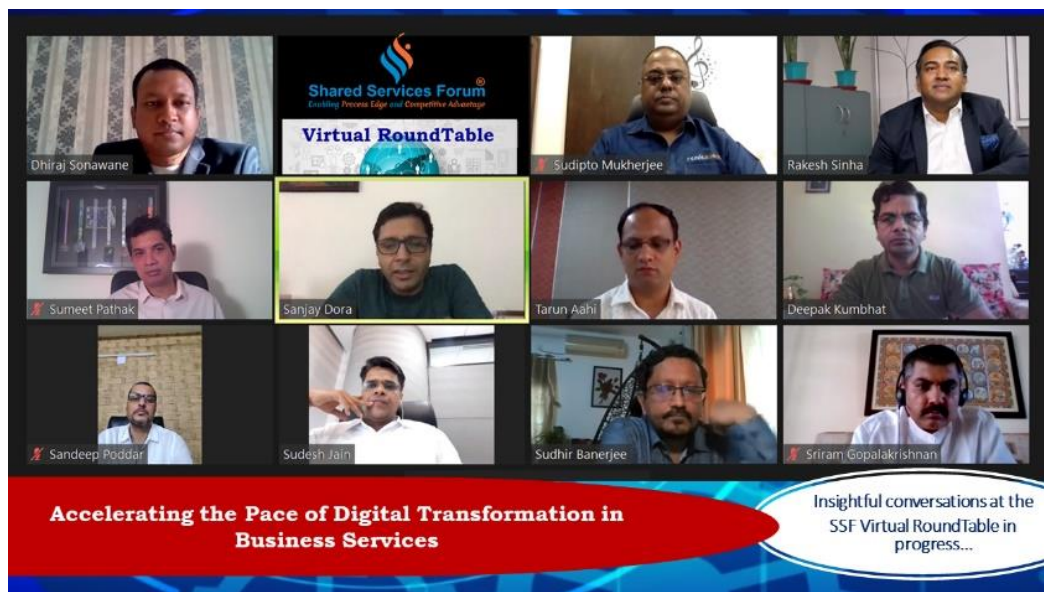 Shared Services Forum®
Enabling Process Edge and Competitive Advantage
Virtual RoundTable
Dhiraj Sonawane
Sudipto Mukherjee
Rakesh Sinha
Sumeet Pathak
Sanjay Dora
Tarun Aahi
Deepak Kumbhat
Sandeep Poddar
Sudesh Jain
Sudhir Banerjee
Sriram Gopalakrishnan
Accelerating the Pace of Digital Transformation in
Business Services
Insightful conversations at the
SSF Virtual RoundTable in
progress...